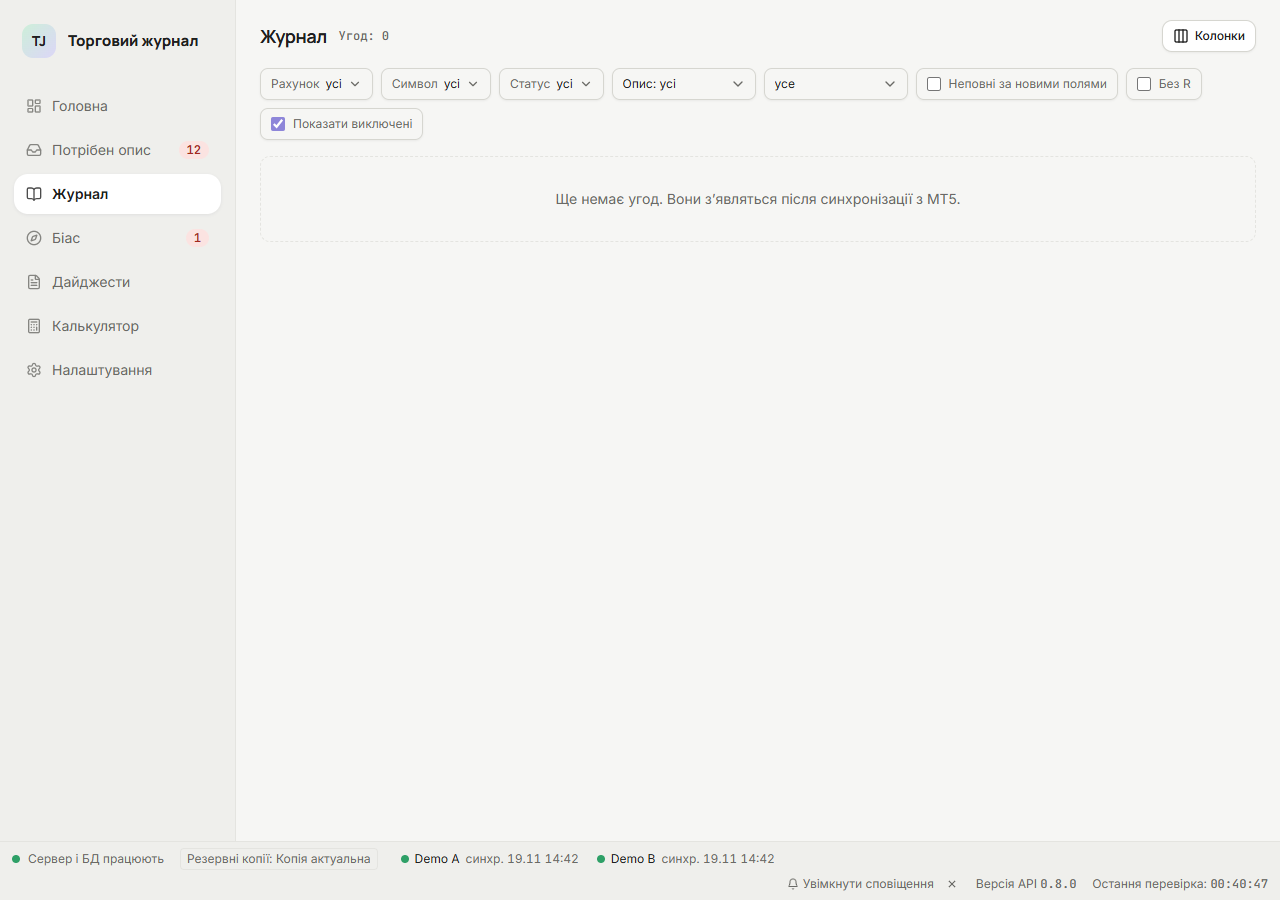 TJ Торговий журнал
Головна
Потрібен опис 12
Журнал
Біас 1
Дайджести
Калькулятор
Налаштування
Журнал Угод: 0
Колонки
Рахунок усі Символ усі Статус усі Опис: усі усе Неповні за новими полями Без R
Показати виключені
Ще немає угод. Вони зʼявляться після синхронізації з MT5.
Сервер і БД працюють Резервні копії: Копія актуальна Demo A синхр. 19.11 14:42 Demo B синхр. 19.11 14:42
Увімкнути сповіщення × Версія API 0.8.0 Остання перевірка: 00:40:47